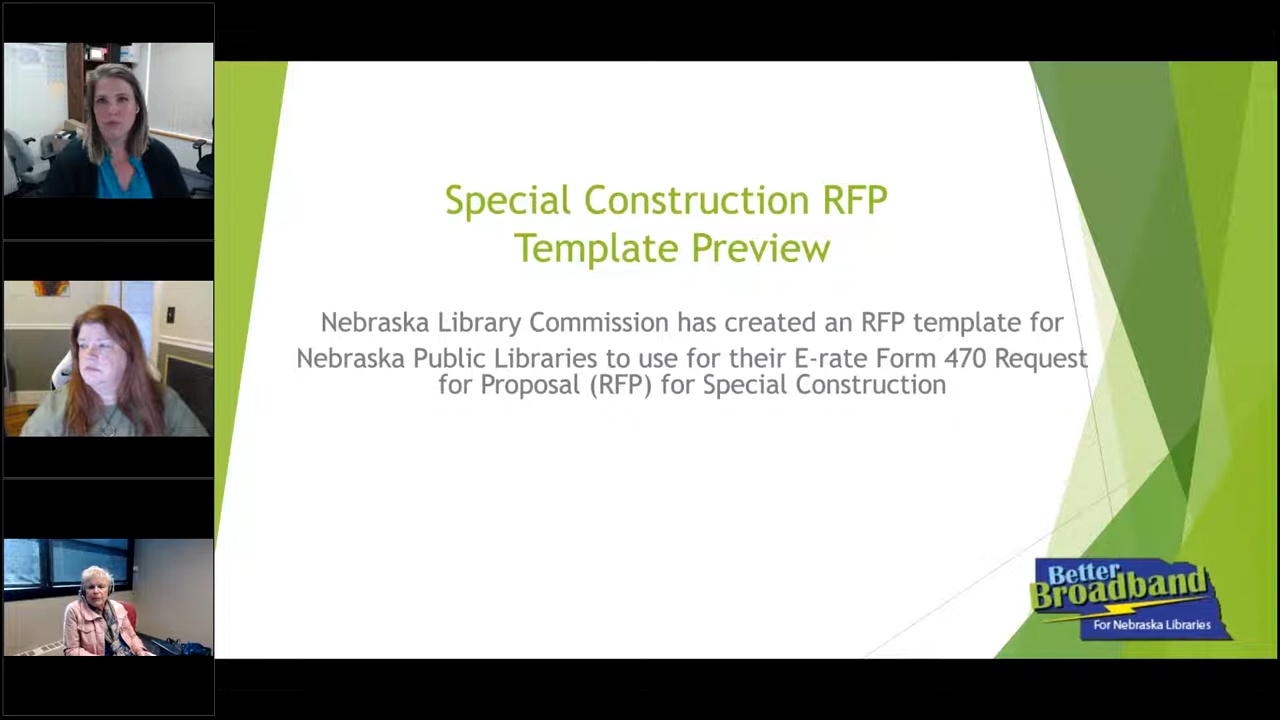 Special Construction RFP
Template Preview
Nebraska Library Commission has created an RFP template for
Nebraska Public Libraries to use for their E-rate Form 470 Request
for Proposal (RFP) for Special Construction
Better
Broadband
For Nebraska Libraries